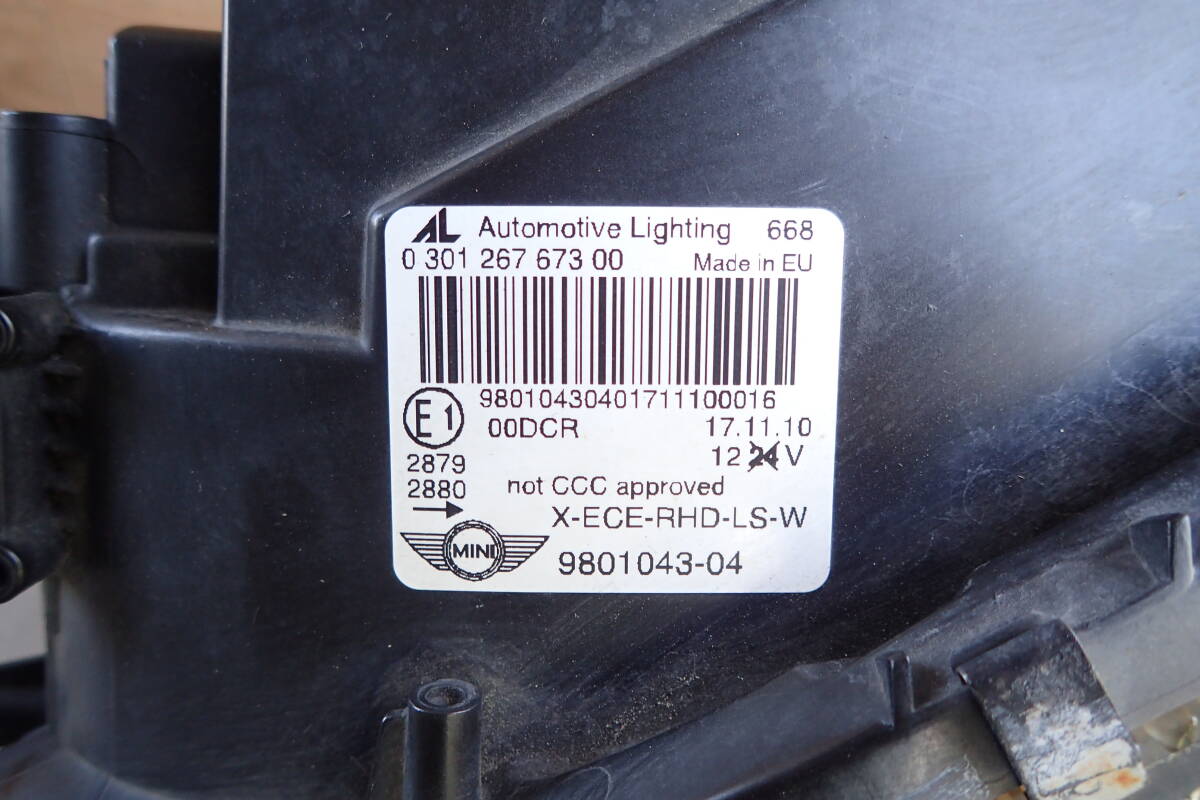 AL Automotive Lighting 668
0 301 267 673 00 Made in EU
98010430401711100016
E1 00DCR 17.11.10
2879 12 24 V
2880 not CCC approved
X-ECE-RHD-LS-W
MINI 9801043-04